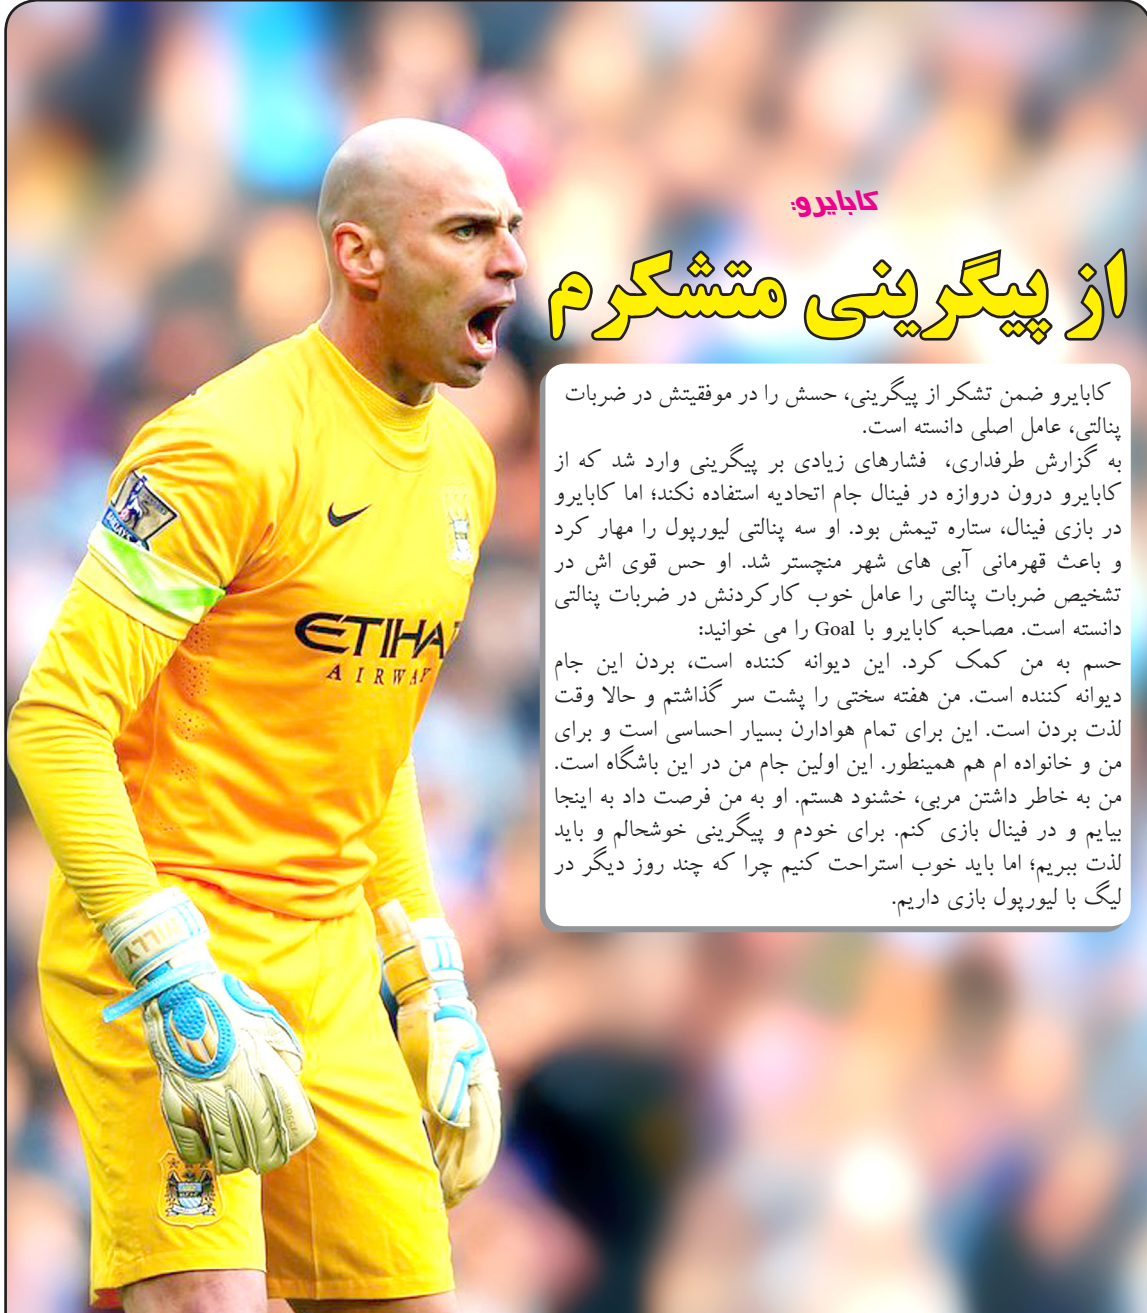 کابایرو:
از پیگرینی متشکرم
کابایرو ضمن تشکر از پیگرینی، حسش را در موفقیتش در ضربات
پنالتی، عامل اصلی دانسته است.
به گزارش طرفداری، فشارهای زیادی بر پیگرینی وارد شد که از
کابایرو درون دروازه در فینال جام اتحادیه استفاده نکند؛ اما کابایرو
در بازی فینال، ستاره تیمش بود. او سه پنالتی لیورپول را مهار کرد
و باعث قهرمانی آبی های شهر منچستر شد. او حس قوی اش در
تشخیص ضربات پنالتی را عامل خوب کارکردنش در ضربات پنالتی
دانسته است. مصاحبه کابایرو با Goal را می خوانید:
حسم به من کمک کرد. این دیوانه کننده است، بردن این جام
دیوانه کننده است. من هفته سختی را پشت سر گذاشتم و حالا وقت
لذت بردن است. این برای تمام هوادارن بسیار احساسی است و برای
من و خانواده ام هم همینطور. این اولین جام من در این باشگاه است.
من به خاطر داشتن مربی، خشنود هستم. او به من فرصت داد به اینجا
بیایم و در فینال بازی کنم. برای خودم و پیگرینی خوشحالم و باید
لذت ببریم؛ اما باید خوب استراحت کنیم چرا که چند روز دیگر در
لیگ با لیورپول بازی داریم.
ETIHA
AIRWAY
WILLY